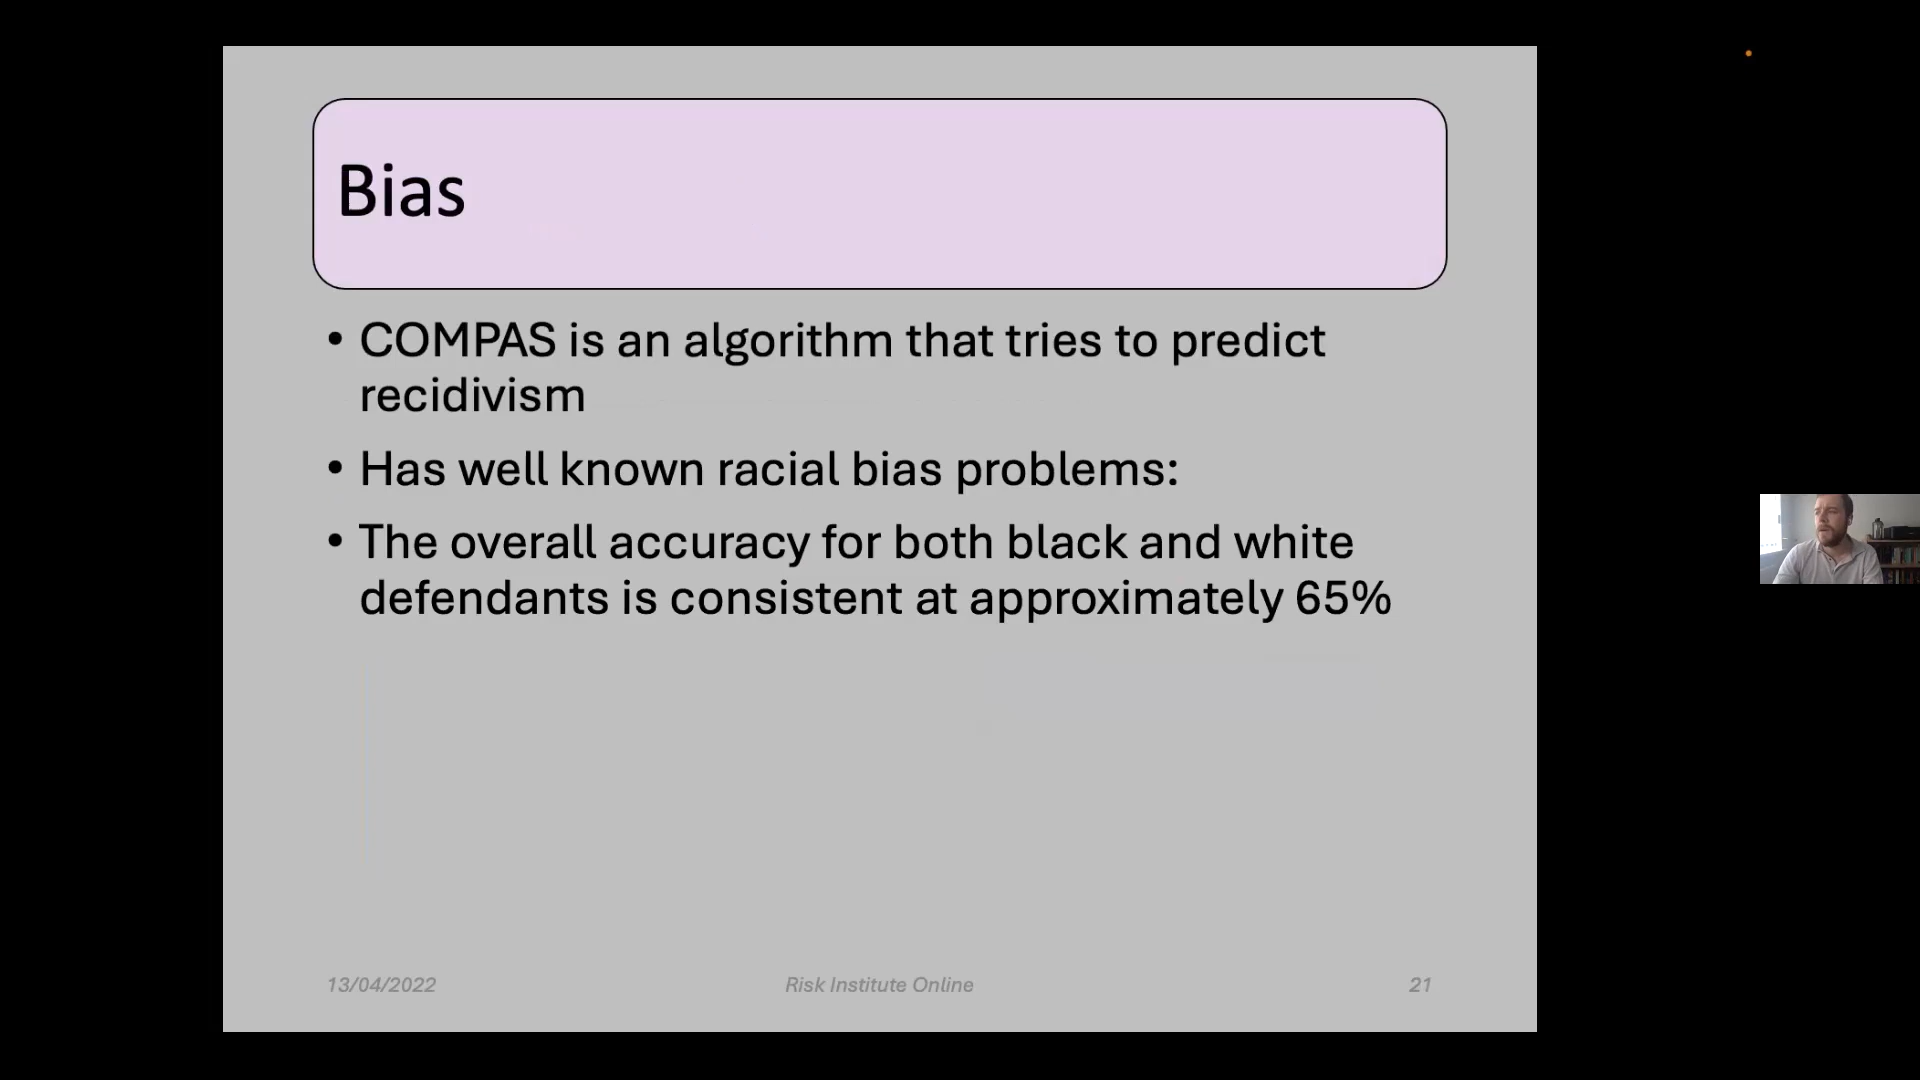 Bias
• COMPAS is an algorithm that tries to predict
recidivism
• Has well known racial bias problems:
• The overall accuracy for both black and white
defendants is consistent at approximately 65%
13/04/2022
Risk Institute Online
21